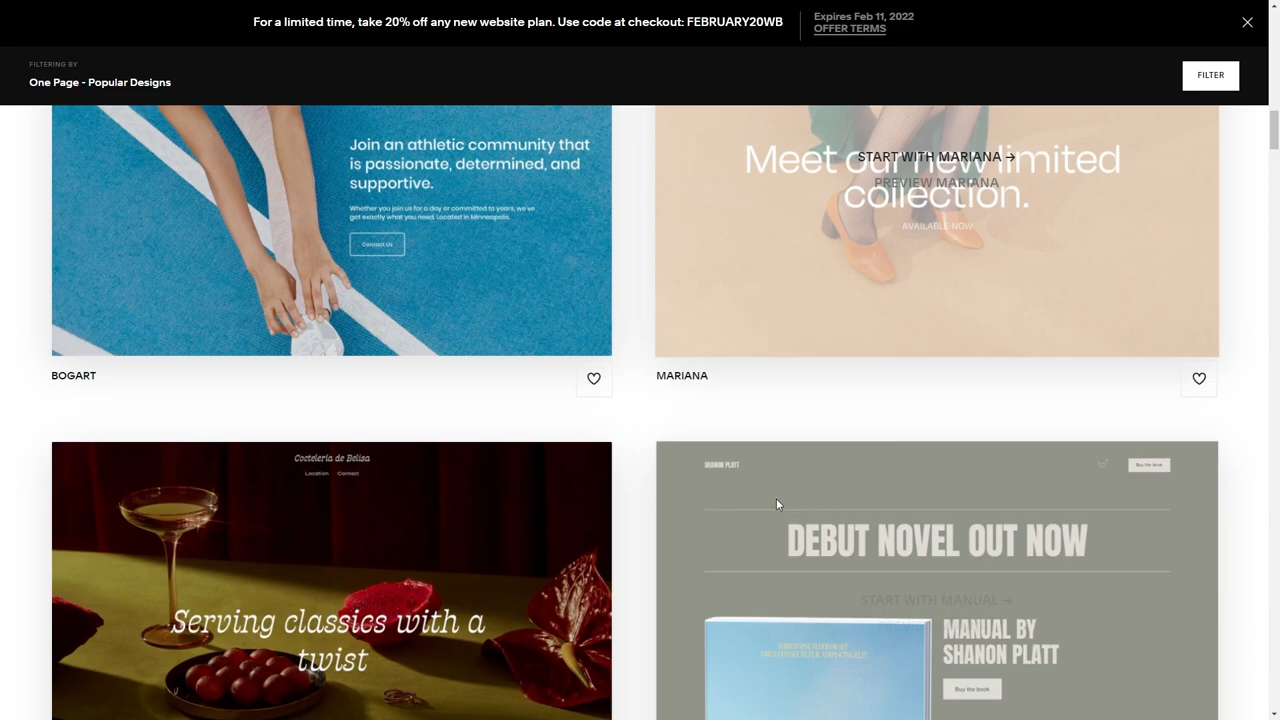 For a limited time, take 20% off any new website plan. Use code at checkout: FEBRUARY20WB
Expires Feb 11, 2022
OFFER TERMS
FILTERING BY
One Page - Popular Designs
FILTER
Join an athletic community that
is passionate, determined, and
supportive.
Whether you join us for a day or committed to years, we've
got exactly what you need. Located in Minneapolis.
Contact Us
Meet our new limited
collection.
AVAILABLE NOW
START WITH MARIANA →
PREVIEW MARIANA
BOGART
MARIANA
Cocteleria de Belisa
Location Contact
Serving classics with a
twist
SHANON PLATT
Buy the book
DEBUT NOVEL OUT NOW
START WITH MANUAL →
MANUAL BY
SHANON PLATT
Buy the book